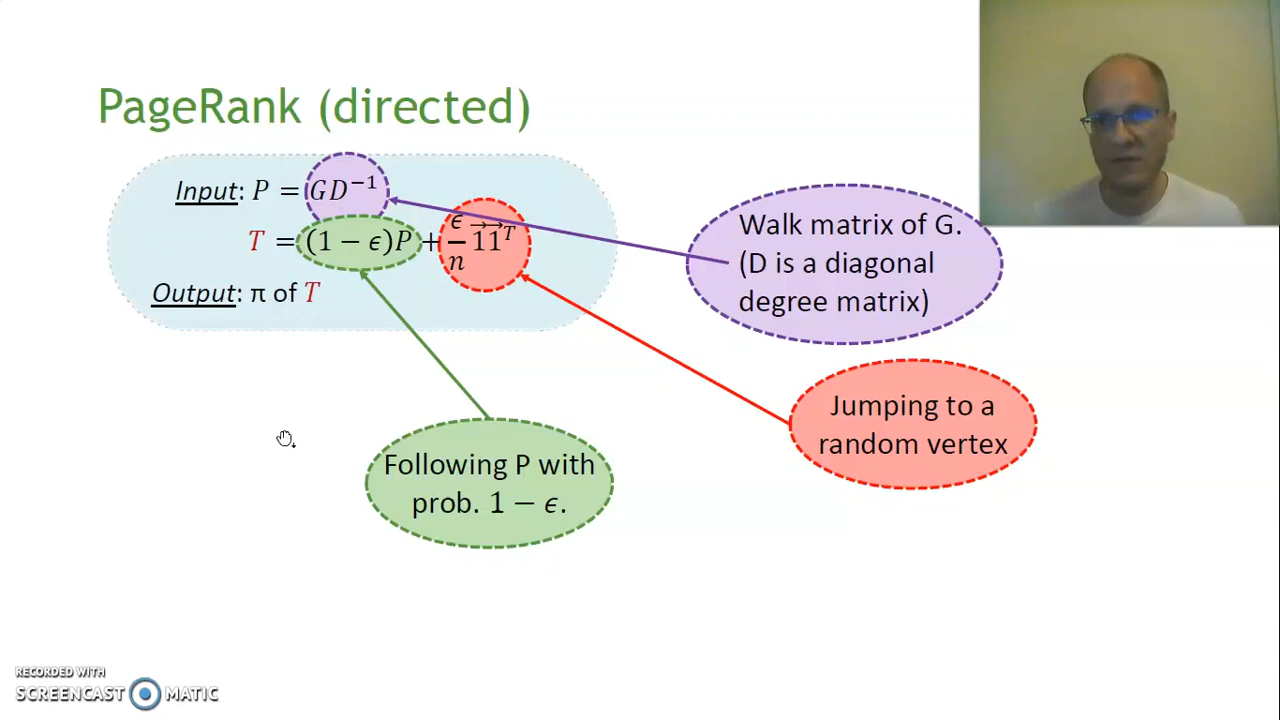 PageRank (directed)
Input: P = GD⁻¹
T = (1 − ϵ)P + ϵ/n 1⃗1⃗ᵀ
Output: π of T
Walk matrix of G.
(D is a diagonal
degree matrix)
Jumping to a
random vertex
Following P with
prob. 1 − ϵ.
RECORDED WITH
SCREENCAST MATIC